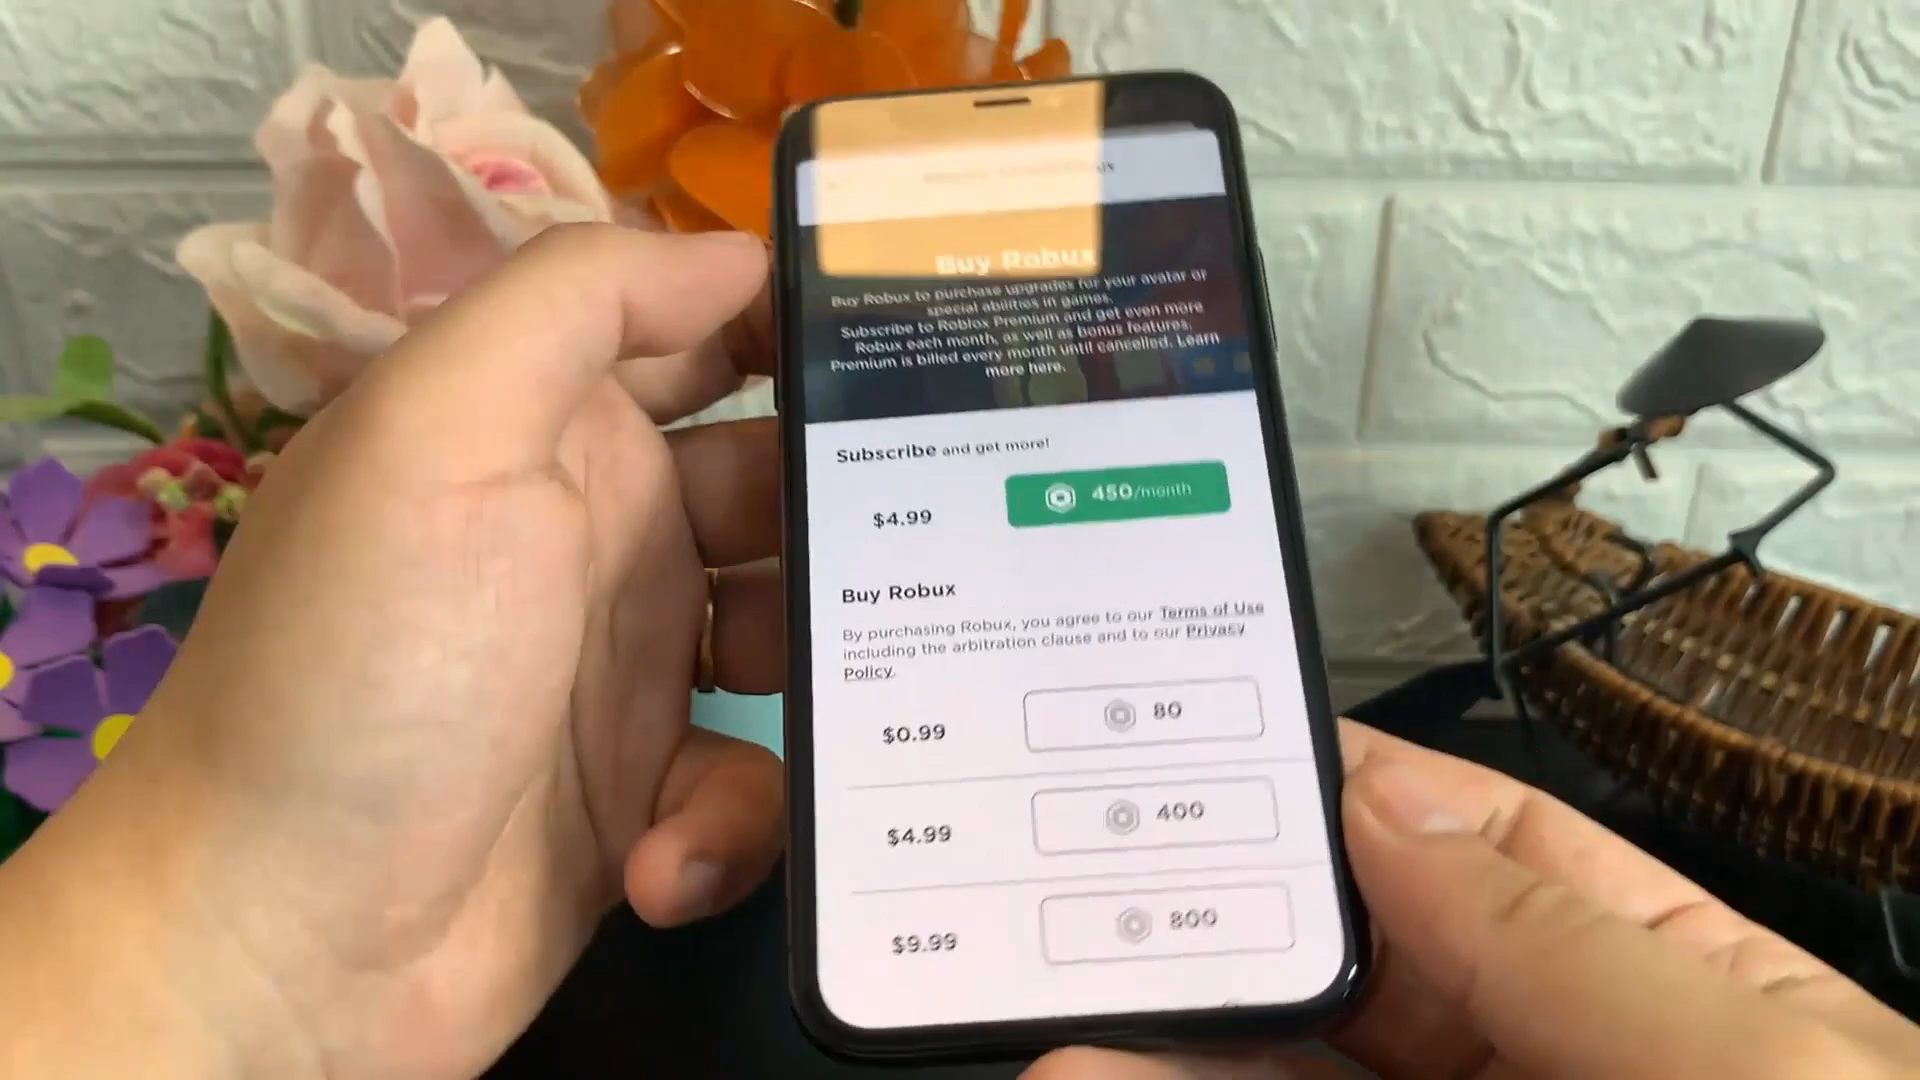 Buy Robux
Buy Robux to purchase upgrades for your avatar or
special abilities in games.
Subscribe to Roblox Premium and get even more
Robux each month, as well as bonus features.
Premium is billed every month until cancelled. Learn
more here.
Subscribe and get more!
$4.99 450/month
Buy Robux
By purchasing Robux, you agree to our Terms of Use
including the arbitration clause and to our Privacy
Policy.
$0.99 80
$4.99 400
$9.99 800